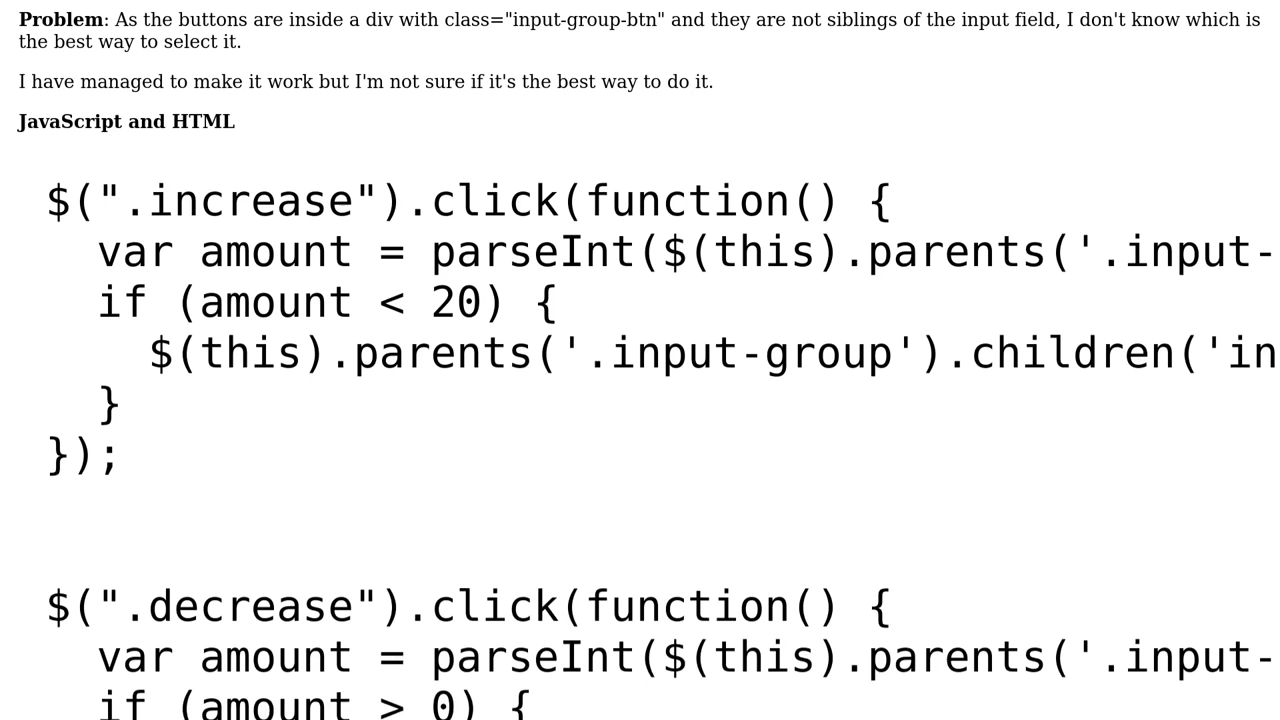 Problem: As the buttons are inside a div with class="input-group-btn" and they are not siblings of the input field, I don't know which is
the best way to select it.
I have managed to make it work but I'm not sure if it's the best way to do it.
JavaScript and HTML
$(".increase").click(function() {
  var amount = parseInt($(this).parents('.input-
  if (amount < 20) {
    $(this).parents('.input-group').children('in
  }
});
$(".decrease").click(function() {
  var amount = parseInt($(this).parents('.input-
  if (amount > 0) {